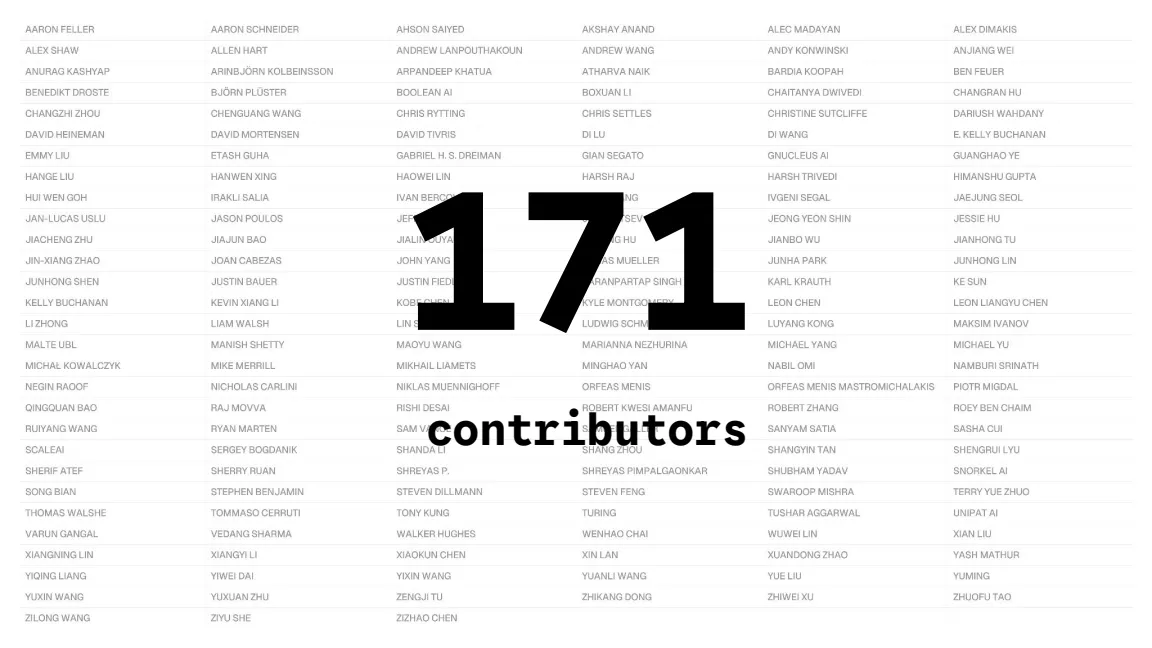 AARON FELLER AARON SCHNEIDER AHSON SAIYED AKSHAY ANAND ALEC MADAYAN ALEX DIMAKIS
ALEX SHAW ALLEN HART ANDREW LANPOUTHAKOUN ANDREW WANG ANDY KONWINSKI ANJIANG WEI
ANURAG KASHYAP ARINBJÖRN KOLBEINSSON ARPANDEEP KHATUA ATHARVA NAIK BARDIA KOOPAH BEN FEUER
BENEDIKT DROSTE BJÖRN PLÜSTER BOOLEAN AI BOXUAN LI CHAITANYA DWIVEDI CHANGRAN HU
CHANGZHI ZHOU CHENGUANG WANG CHRIS RYTTING CHRIS SETTLES CHRISTINE SUTCLIFFE DARIUSH WAHDANY
DAVID HEINEMAN DAVID MORTENSEN DAVID TIVRIS DI LU DI WANG E. KELLY BUCHANAN
EMMY LIU ETASH GUHA GABRIEL H. S. DREIMAN GIAN SEGATO GNUCLEUS AI GUANGHAO YE
HANGE LIU HANWEN XING HAOWEI LIN HARSH RAJ HARSH TRIVEDI HIMANSHU GUPTA
HUI WEN GOH IRAKLI SALIA IVAN IVGENI SEGAL JAEJUNG SEOL
JAN-LUCAS USLU JASON POULOS JEONG YEON SHIN JESSIE HU
JIACHENG ZHU JIAJUN BAO HU JIANBO WU JIANHONG TU
JIN-XIANG ZHAO JOAN CABEZAS JOHN YANG MUELLER JUNHA PARK JUNHONG LIN
JUNHONG SHEN JUSTIN BAUER JUSTIN SINGH KARL KRAUTH KE SUN
KELLY BUCHANAN KEVIN XIANG LI KOBE CHEN KYLE MONTGOMERY LEON CHEN LEON LIANGYU CHEN
LI ZHONG LIAM WALSH LIN LUDWIG LUYANG KONG MAKSIM IVANOV
MALTE UBL MANISH SHETTY MAOYU WANG MARIANNA NEZHURINA MICHAEL YANG MICHAEL YU
MICHAŁ KOWALCZYK MIKE MERRILL MIKHAIL LIAMETS MINGHAO YAN NABIL OMI NAMBURI SRINATH
NEGIN RAOOF NICHOLAS CARLINI NIKLAS MUENNIGHOFF ORFEAS MENIS ORFEAS MENIS MASTROMICHALAKIS PIOTR MIGDAL
QINGQUAN BAO RAJ MOVVA RISHI DESAI ROBERT KWESI AMANFU ROBERT ZHANG ROEY BEN CHAIM
RUIYANG WANG RYAN MARTEN SAM SANYAM SATIA SASHA CUI
SCALEAI SERGEY BOGDANIK SHANDA LI SHANG ZHOU SHANGYIN TAN SHENGRUI LYU
SHERIF ATEF SHERRY RUAN SHREYAS P. SHREYAS PIMPALGAONKAR SHUBHAM YADAV SNORKEL AI
SONG BIAN STEPHEN BENJAMIN STEVEN DILLMANN STEVEN FENG SWAROOP MISHRA TERRY YUE ZHUO
THOMAS WALSHE TOMMASO CERRUTI TONY KUNG TURING TUSHAR AGGARWAL UNIPAT AI
VARUN GANGAL VEDANG SHARMA WALKER HUGHES WENHAO CHAI WUWEI LIN XIAN LIU
XIANGNING LIN XIANGYI LI XIAOKUN CHEN XIN LAN XUANDONG ZHAO YASH MATHUR
YIQING LIANG YIWEI DAI YIXIN WANG YUANLI WANG YUE LIU YUMING
YUXIN WANG YUXUAN ZHU ZENGJI TU ZHIKANG DONG ZHIWEI XU ZHUOFU TAO
ZILONG WANG ZIYU SHE ZIZHAO CHEN
171
contributors